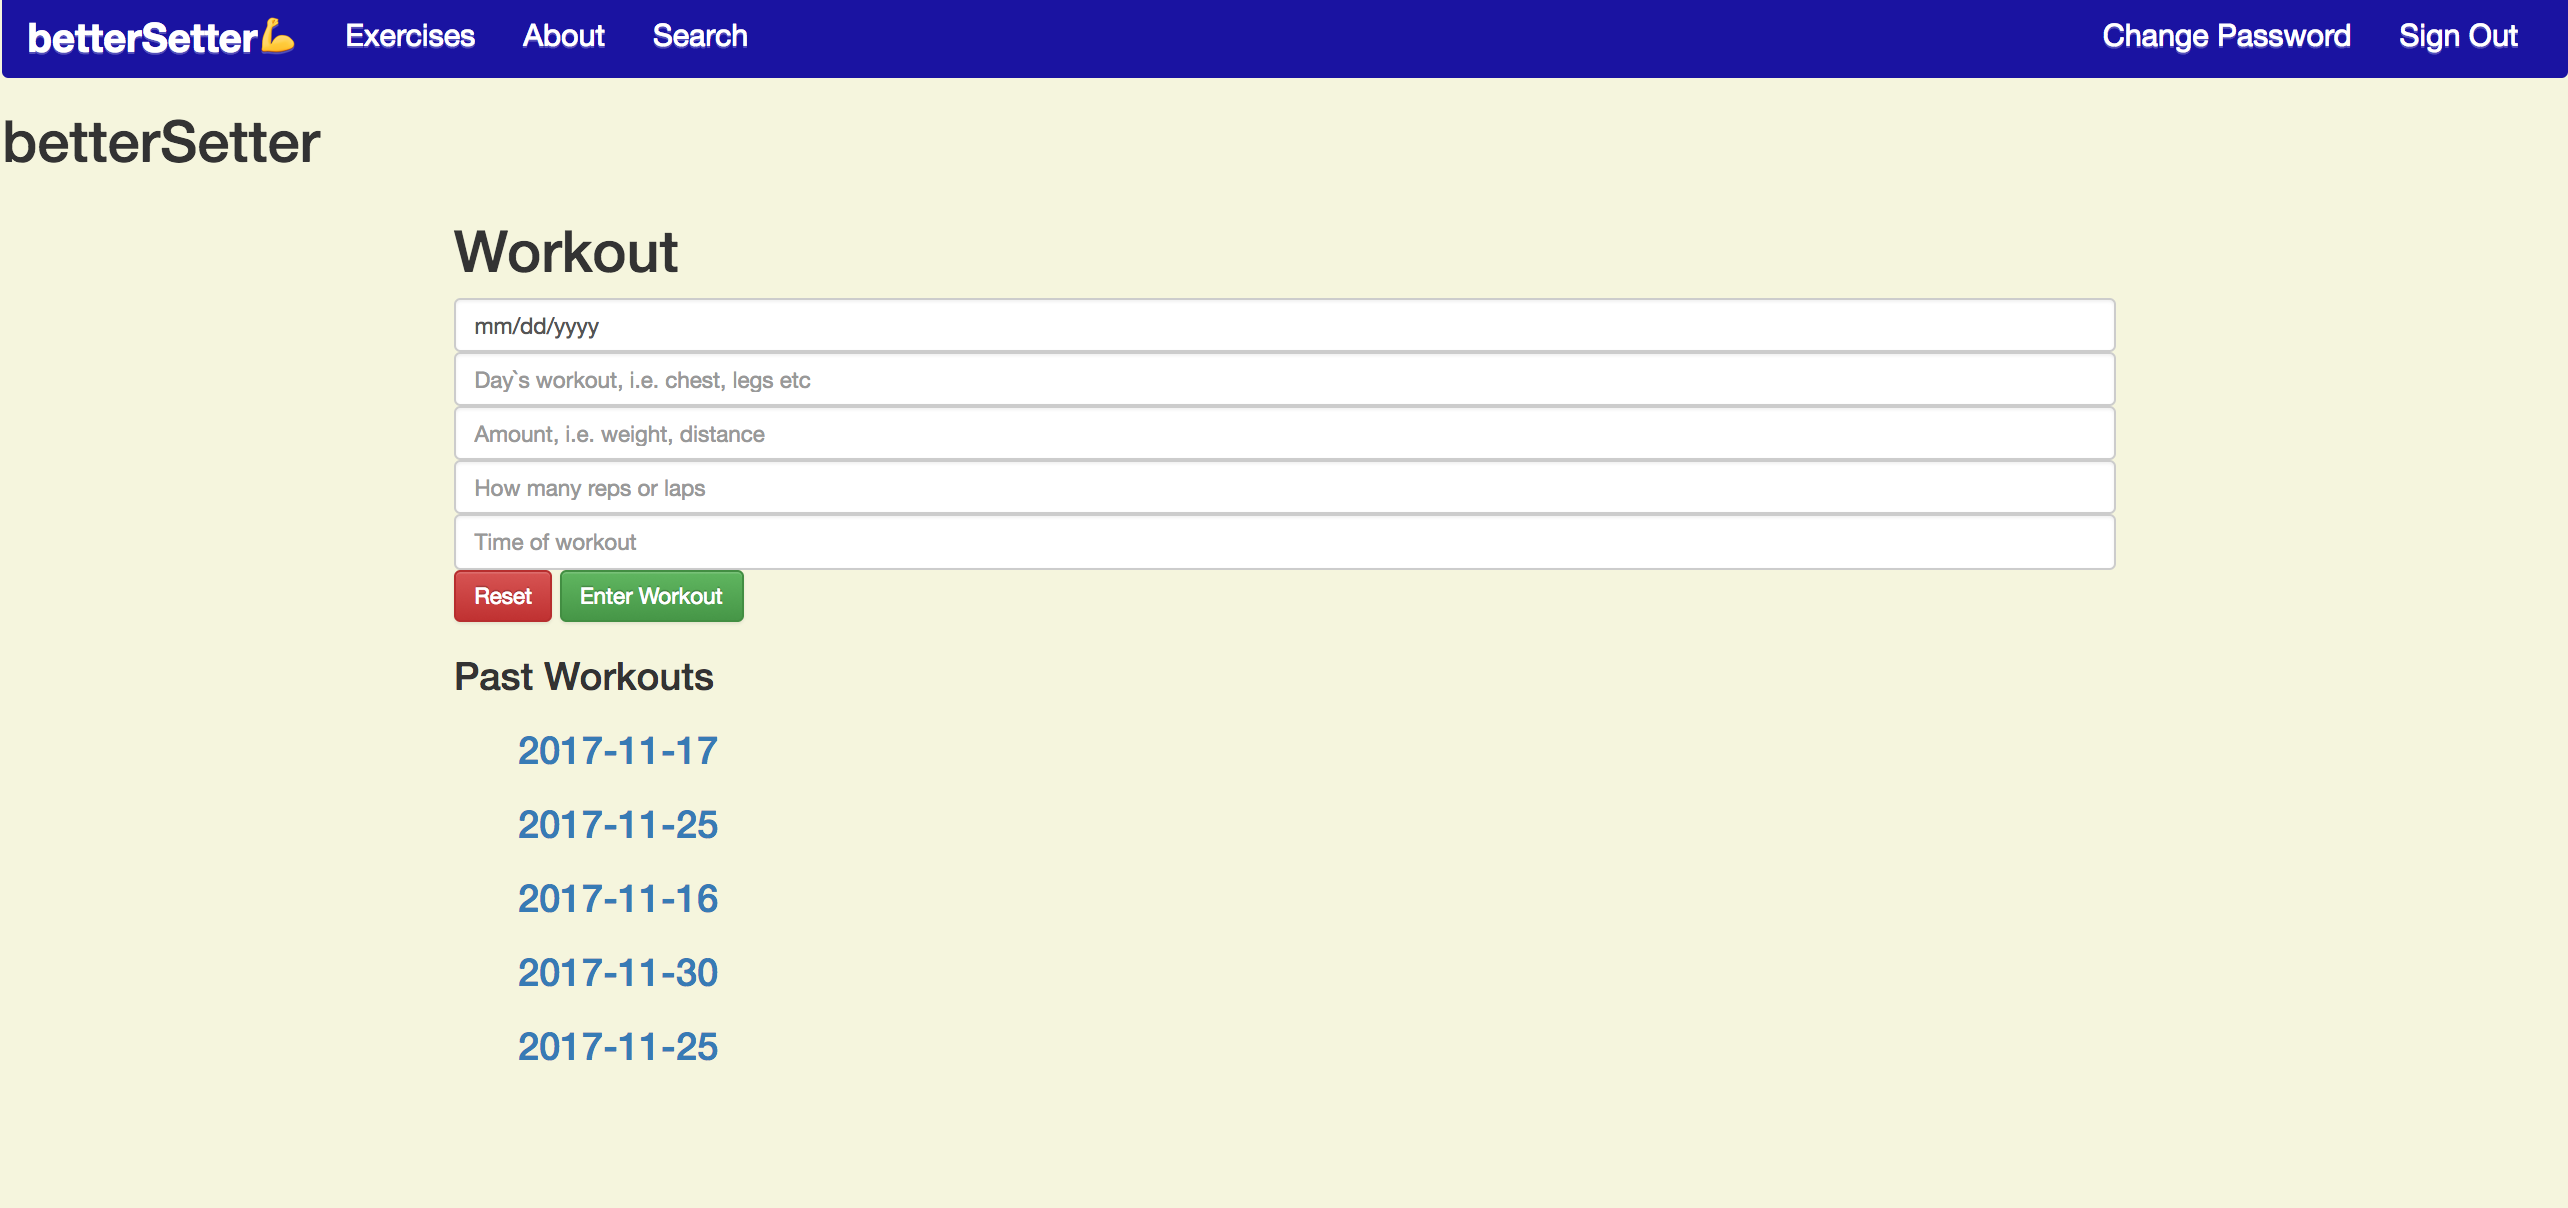 betterSetter💪 Exercises About Search Change Password Sign Out
betterSetter
Workout
mm/dd/yyyy
Day`s workout, i.e. chest, legs etc
Amount, i.e. weight, distance
How many reps or laps
Time of workout
Reset Enter Workout
Past Workouts
2017-11-17
2017-11-25
2017-11-16
2017-11-30
2017-11-25